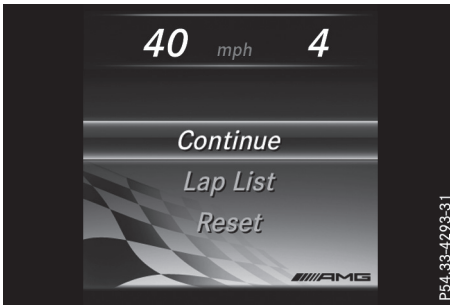 40 mph 4
Continue
Lap List
Reset
AMG
P54.33-4293-31